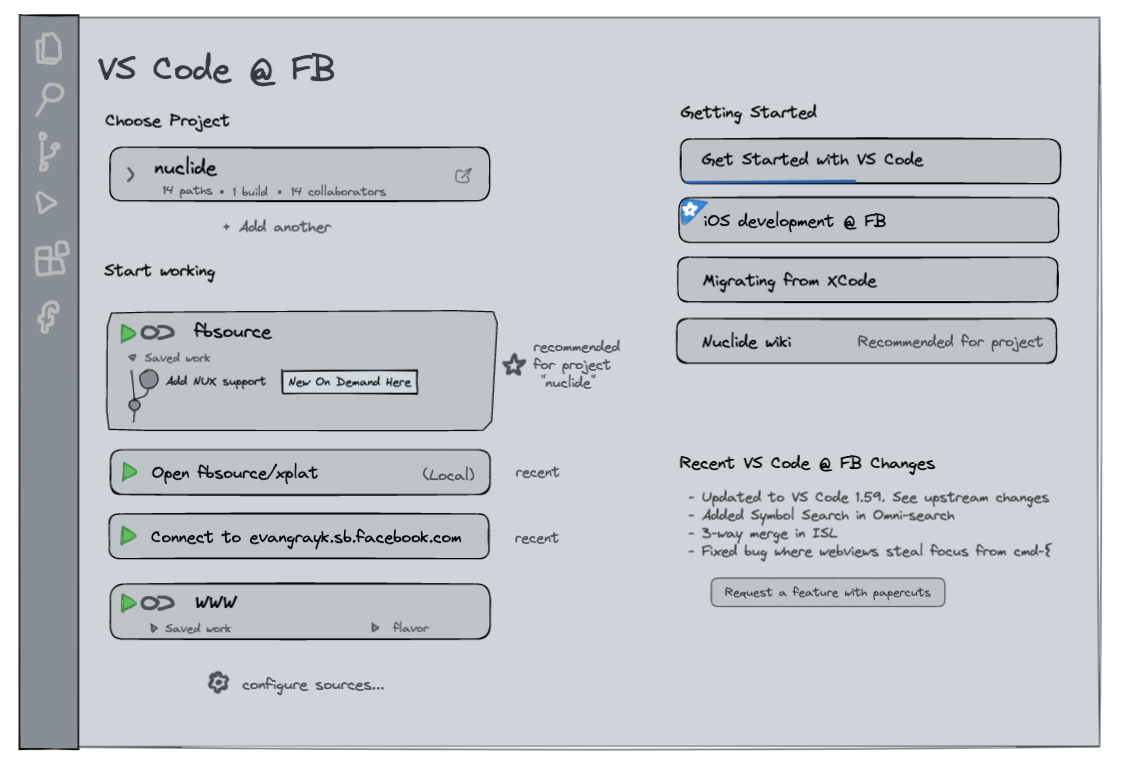 VS Code @ FB
Choose Project
nuclide
14 paths • 1 build • 14 collaborators
+ Add another
Start working
fbsource
Saved work
Add NUX support
New On Demand Here
recommended
for project
"nuclide"
Open fbsource/xplat (Local)
recent
Connect to evangrayk.sb.facebook.com
recent
WWW
Saved work
flavor
configure sources...
Getting Started
Get Started with VS Code
iOS development @ FB
Migrating from XCode
Nuclide wiki
Recommended for project
Recent VS Code @ FB Changes
- Updated to VS Code 1.59. See upstream changes
- Added Symbol Search in Omni-search
- 3-way merge in ISL
- Fixed bug where webviews steal focus from cmd-{
Request a feature with papercuts